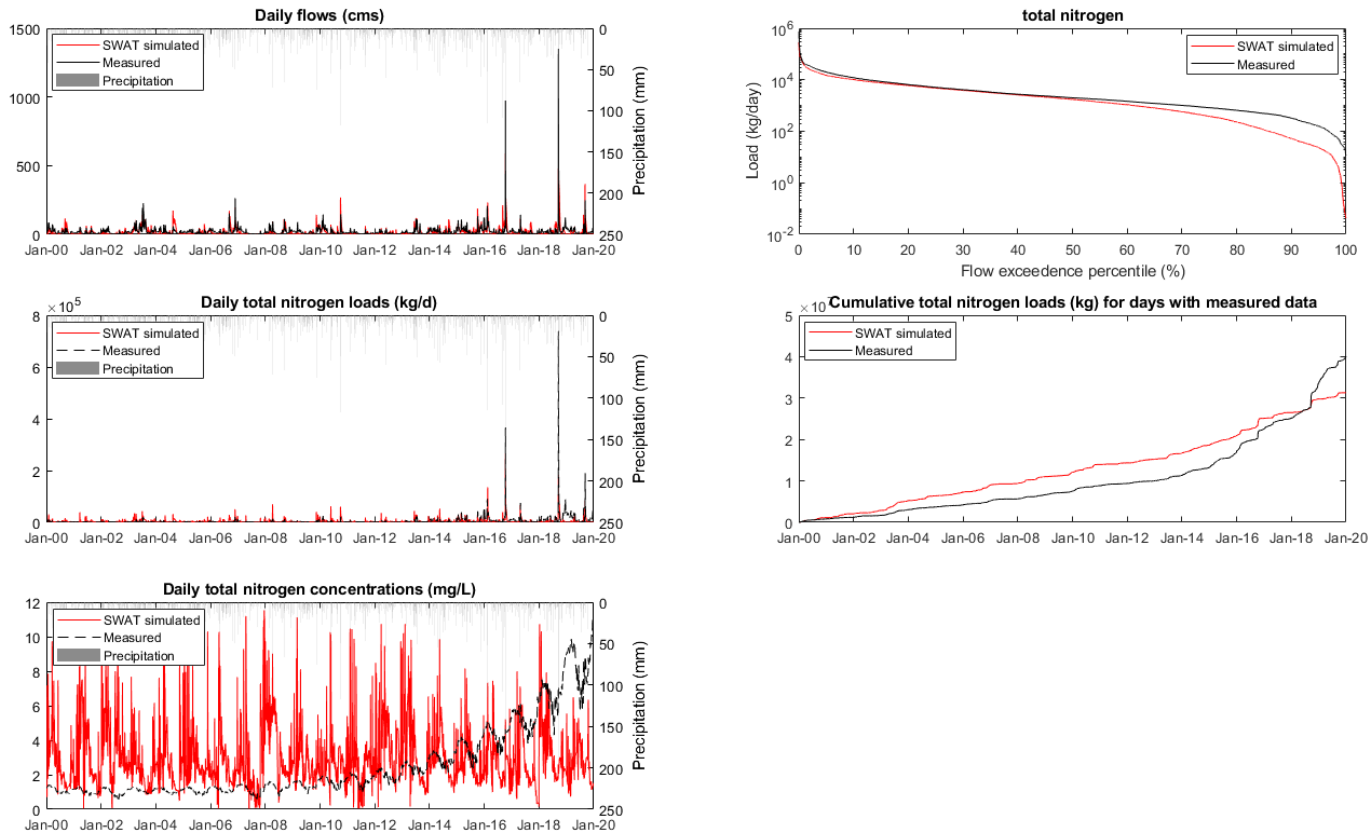 Daily flows (cms)
1500
1000
500
0
0
50
100
150
200
250
Precipitation (mm)
SWAT simulated
Measured
Precipitation
Jan-00 Jan-02 Jan-04 Jan-06 Jan-08 Jan-10 Jan-12 Jan-14 Jan-16 Jan-18 Jan-20
total nitrogen
Load (kg/day)
10^6
10^4
10^2
10^0
10^-2
SWAT simulated
Measured
0 10 20 30 40 50 60 70 80 90 100
Flow exceedence percentile (%)
Daily total nitrogen loads (kg/d)
× 10^5
8
6
4
2
0
0
50
100
150
200
250
Precipitation (mm)
SWAT simulated
Measured
Precipitation
Jan-00 Jan-02 Jan-04 Jan-06 Jan-08 Jan-10 Jan-12 Jan-14 Jan-16 Jan-18 Jan-20
Cumulative total nitrogen loads (kg) for days with measured data
× 10
5
4
3
2
1
0
SWAT simulated
Measured
Jan-00 Jan-02 Jan-04 Jan-06 Jan-08 Jan-10 Jan-12 Jan-14 Jan-16 Jan-18 Jan-20
Daily total nitrogen concentrations (mg/L)
12
10
8
6
4
2
0
0
50
100
150
200
250
Precipitation (mm)
SWAT simulated
Measured
Precipitation
Jan-00 Jan-02 Jan-04 Jan-06 Jan-08 Jan-10 Jan-12 Jan-14 Jan-16 Jan-18 Jan-20